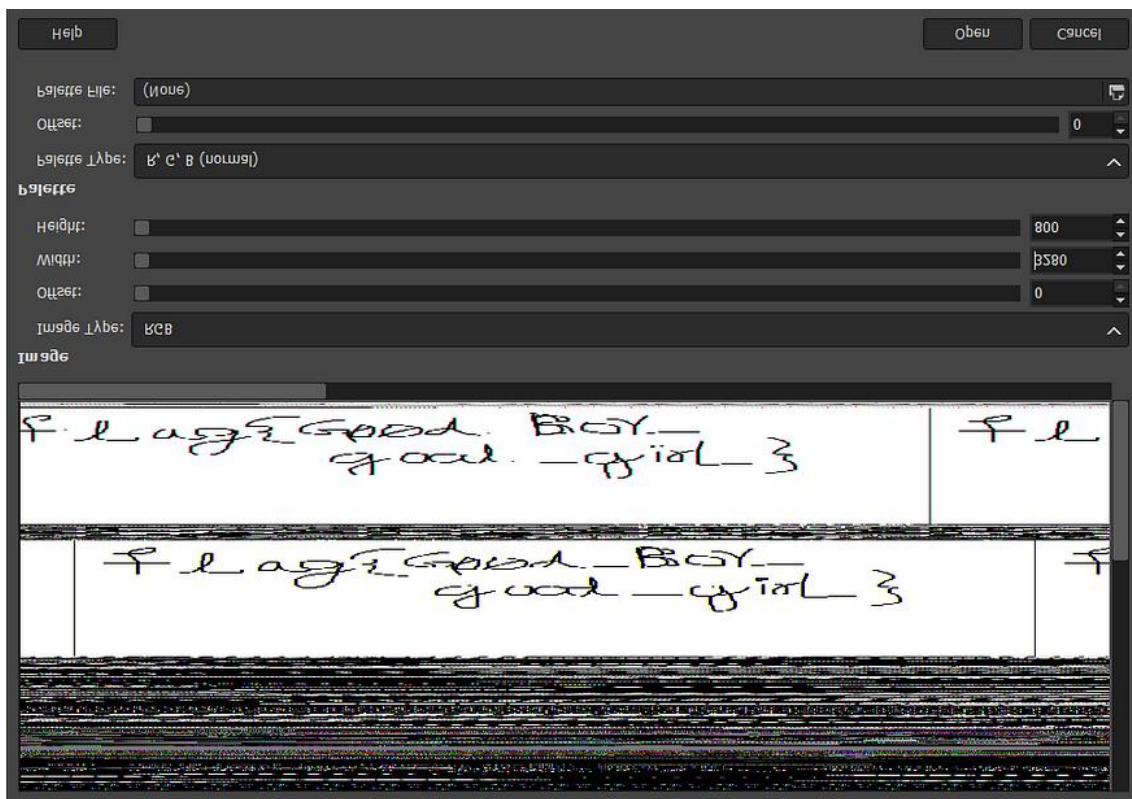 Help Open Cancel
Palette File: (None)
Offset: 0
Palette Type: R, G, B (normal)
Palette
Height: 800
Width: 3280
Offset: 0
Image Type: RGB
Image
flag{Good_Boy_ fl
good_girl_}
flag{Good_Boy_ f
good_girl_}